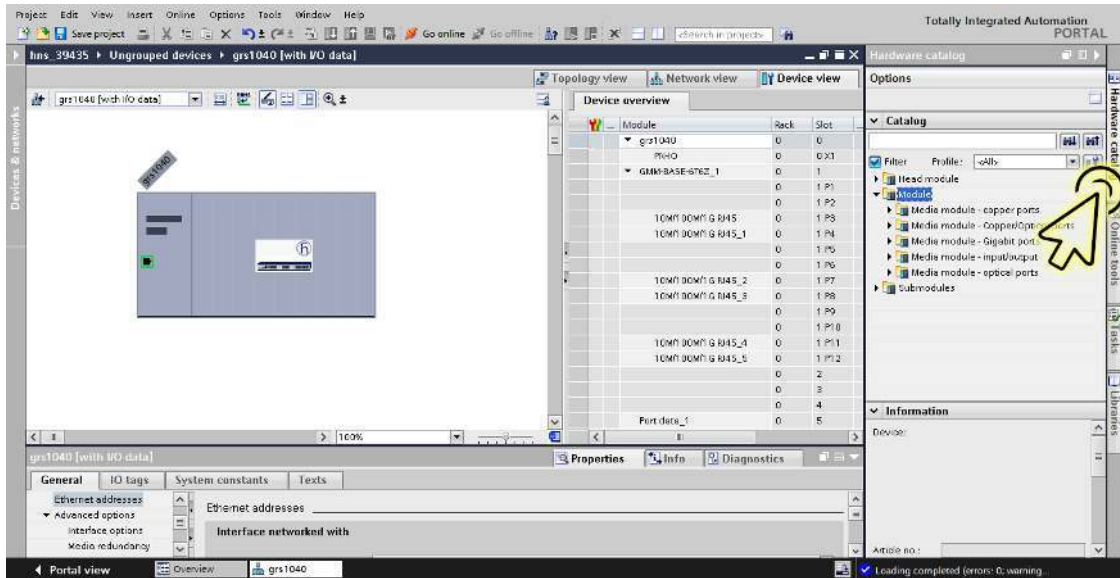 Project Edit View Insert Online Options Tools Window Help
Totally Integrated Automation
PORTAL
Save project
Go online
Go offline
<Search in project>
hns_39435 ▸ Ungrouped devices ▸ grs1040 [with I/O data]
Hardware catalog
Topology view
Network view
Device view
Options
grs1040 [with I/O data]
Device overview
Module Rack Slot
grs1040 0 0
PN-IO 0 0 X1
GMM-BASE-6T6Z_1 0 1
0 1 P1
0 1 P2
10M/100M/1G RJ45 0 1 P3
10M/100M/1G RJ45_1 0 1 P4
0 1 P5
0 1 P6
10M/100M/1G RJ45_2 0 1 P7
10M/100M/1G RJ45_3 0 1 P8
0 1 P9
0 1 P10
10M/100M/1G RJ45_4 0 1 P11
10M/100M/1G RJ45_5 0 1 P12
0 2
0 3
0 4
Port data_1 0 5
grs1040
100%
Catalog
Filter Profile: <All>
Head module
Module
Media module - copper ports
Media module - Copper/Optical ports
Media module - Gigabit ports
Media module - input/output
Media module - optical ports
Submodules
Information
Device:
Article no.:
Devices & networks
Hardware catalog
Online tools
Tasks
Libraries
grs1040 [with I/O data]
Properties
Info
Diagnostics
General
IO tags
System constants
Texts
Ethernet addresses
Advanced options
Interface options
Media redundancy
Ethernet addresses
Interface networked with
Portal view
Overview
grs1040
Loading completed (errors: 0; warning...